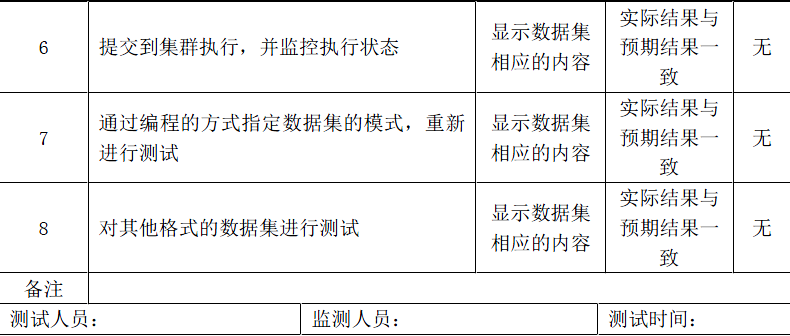 6 提交到集群执行，并监控执行状态 显示数据集相应的内容 实际结果与预期结果一致 无
7 通过编程的方式指定数据集的模式，重新进行测试 显示数据集相应的内容 实际结果与预期结果一致 无
8 对其他格式的数据集进行测试 显示数据集相应的内容 实际结果与预期结果一致 无
备注
测试人员： 监测人员： 测试时间：